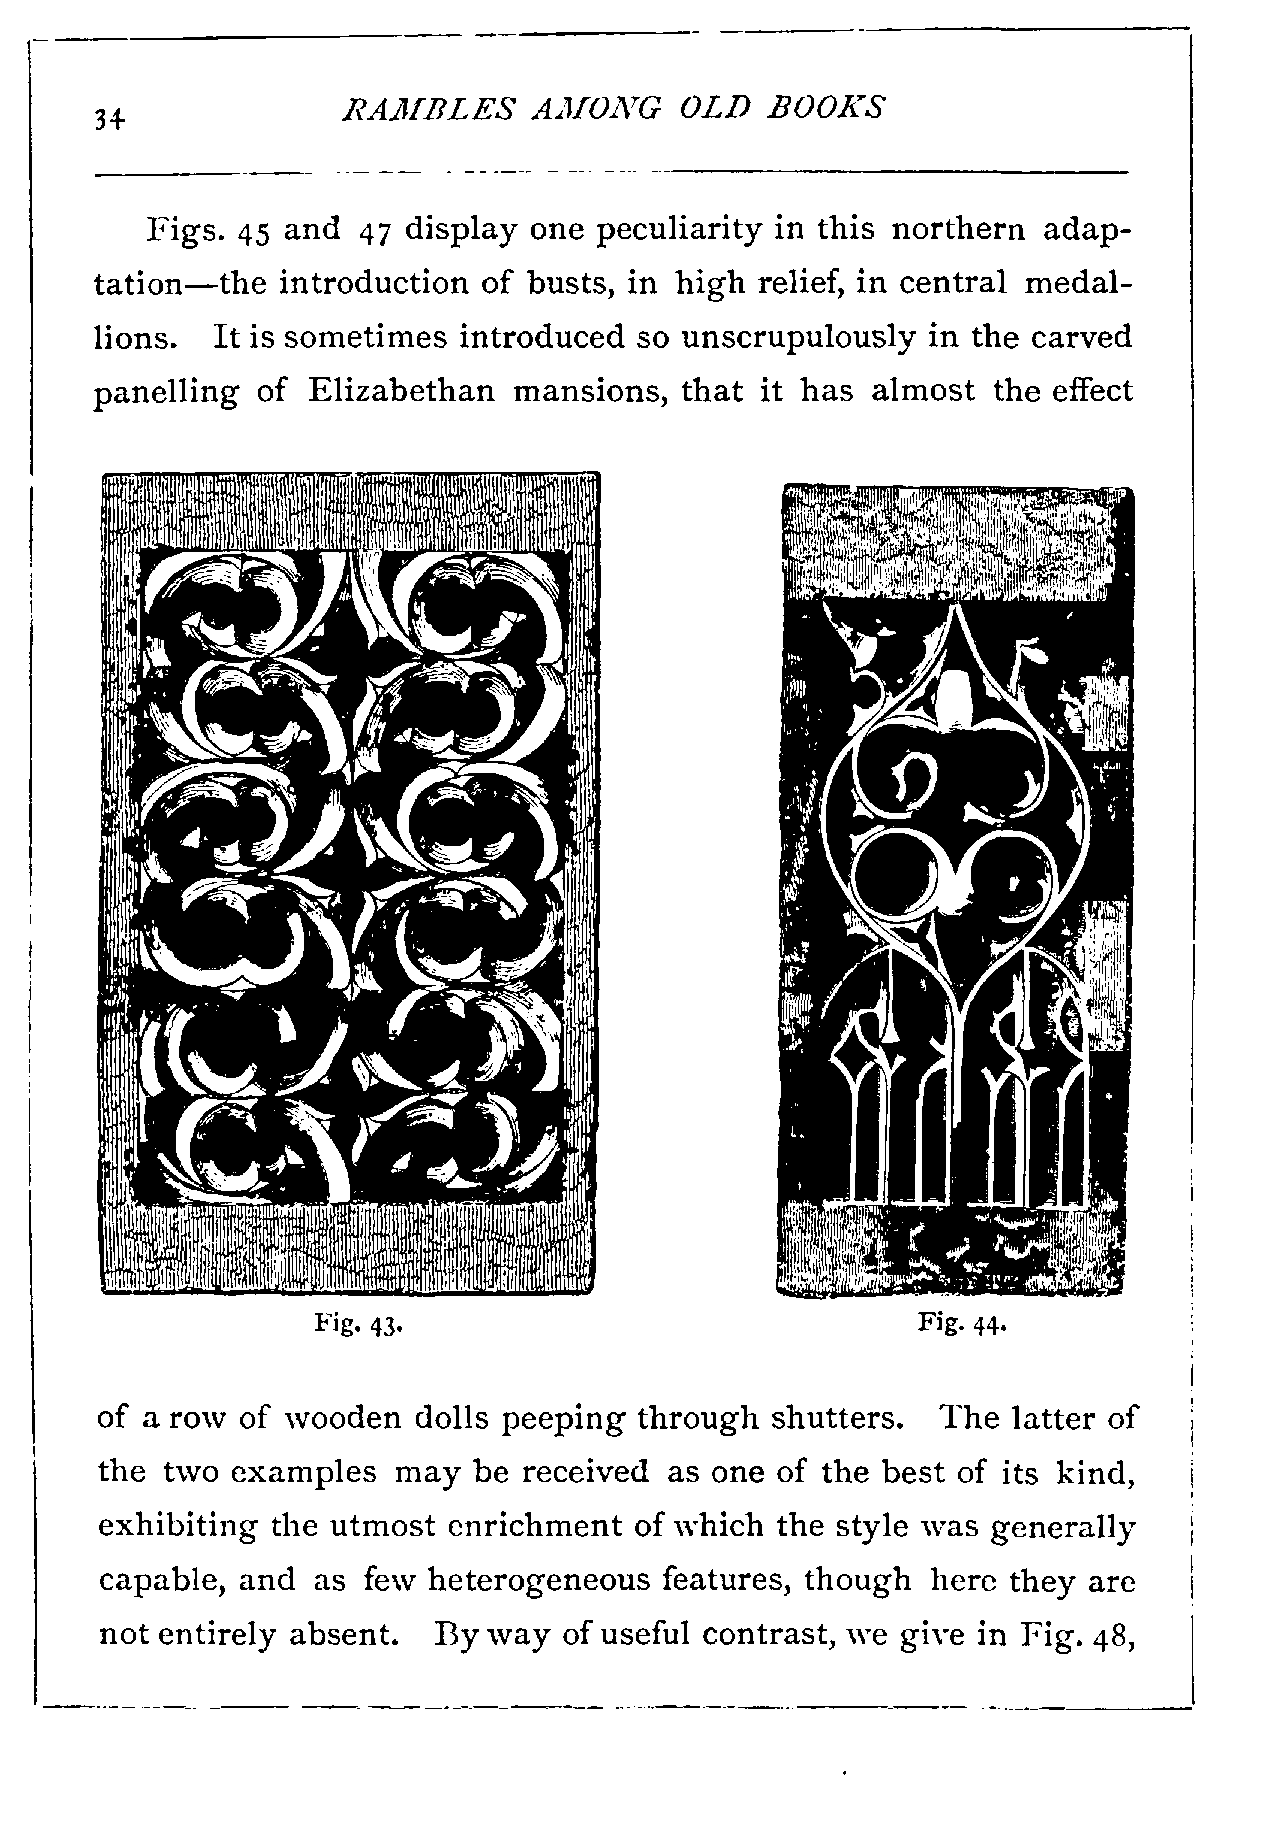 34
RAMBLES AMONG OLD BOOKS
Figs. 45 and 47 display one peculiarity in this northern adap-
tation—the introduction of busts, in high relief, in central medal-
lions. It is sometimes introduced so unscrupulously in the carved
panelling of Elizabethan mansions, that it has almost the effect
Fig. 43.
Fig. 44.
of a row of wooden dolls peeping through shutters. The latter of
the two examples may be received as one of the best of its kind,
exhibiting the utmost enrichment of which the style was generally
capable, and as few heterogeneous features, though here they are
not entirely absent. By way of useful contrast, we give in Fig. 48,